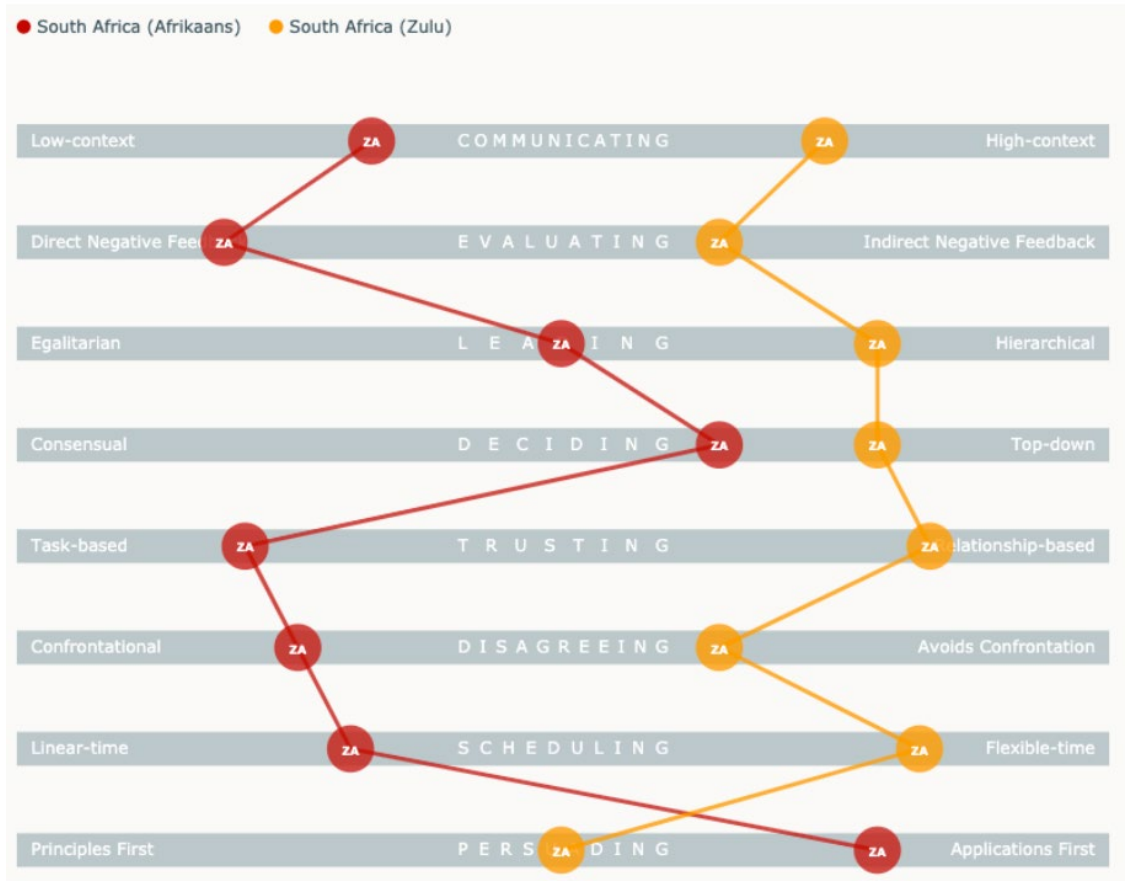 South Africa (Afrikaans) South Africa (Zulu)
Low-context ZA COMMUNICATING ZA High-context
Direct Negative ZA EVALUATING ZA Indirect Negative Feedback
Egalitarian ZA ZA Hierarchical
Consensual DECIDING ZA ZA Top-down
Task-based ZA TRUSTING ZA
Confrontational ZA DISAGREEING ZA Avoids Confrontation
Linear-time ZA SCHEDULING ZA Flexible-time
Principles First ZA ZA Applications First